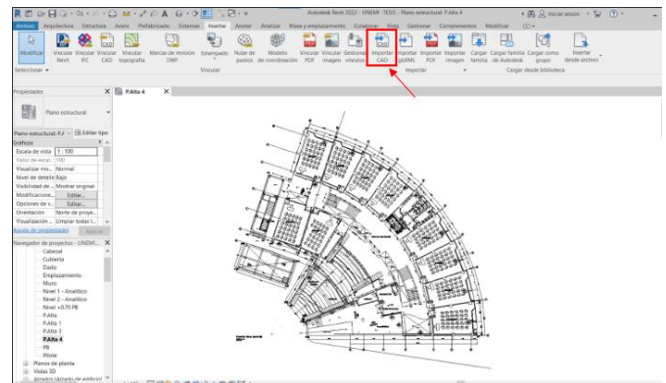 Autodesk Revit 2022 - UNEMI - TESIS - Plano estructural: P.Alta 4
Iniciar sesión
Archivo Arquitectura Estructura Acero Prefabricado Sistemas Insertar Anotar Analizar Masa y emplazamiento Colaborar Vista Gestionar Complementos Modificar
Modificar
Vincular Revit
Vincular IFC
Vincular CAD
Vincular topografía
Marcas de revisión DWF
Estampado
Nube de puntos
Modelo de coordinación
Vincular PDF
Vincular imagen
Gestionar vínculos
Importar CAD
Importar gbXML
Importar PDF
Importar imagen
Cargar familia
Cargar familia de Autodesk
Cargar como grupo
Insertar desde archivo
Seleccionar
Vincular
Importar
Cargar desde biblioteca
Propiedades X
P.Alta 4 X
Plano estructural
Plano estructural: P.A
Editar tipo
Gráficos
Escala de vista 1 : 100
Valor de escal... 100
Visualizar mo... Normal
Nivel de detalle Bajo
Visibilidad de ... Mostrar original
Modificacione... Editar...
Opciones de v... Editar...
Orientación Norte de proye...
Visualización ... Limpiar todas l...
Ayuda de propiedades Aplicar
Navegador de proyectos - UNEMI... X
Cabezal
Cubierta
Dado
Emplazamiento
Muro
Nivel 1 - Analítico
Nivel 2 - Analítico
Nivel +0.70 PB
P.Alta
P.Alta 1
P.Alta 3
P.Alta 4
PB
Pilote
Planos de planta
Vistas 3D
Alzados (Alzado de edificio)